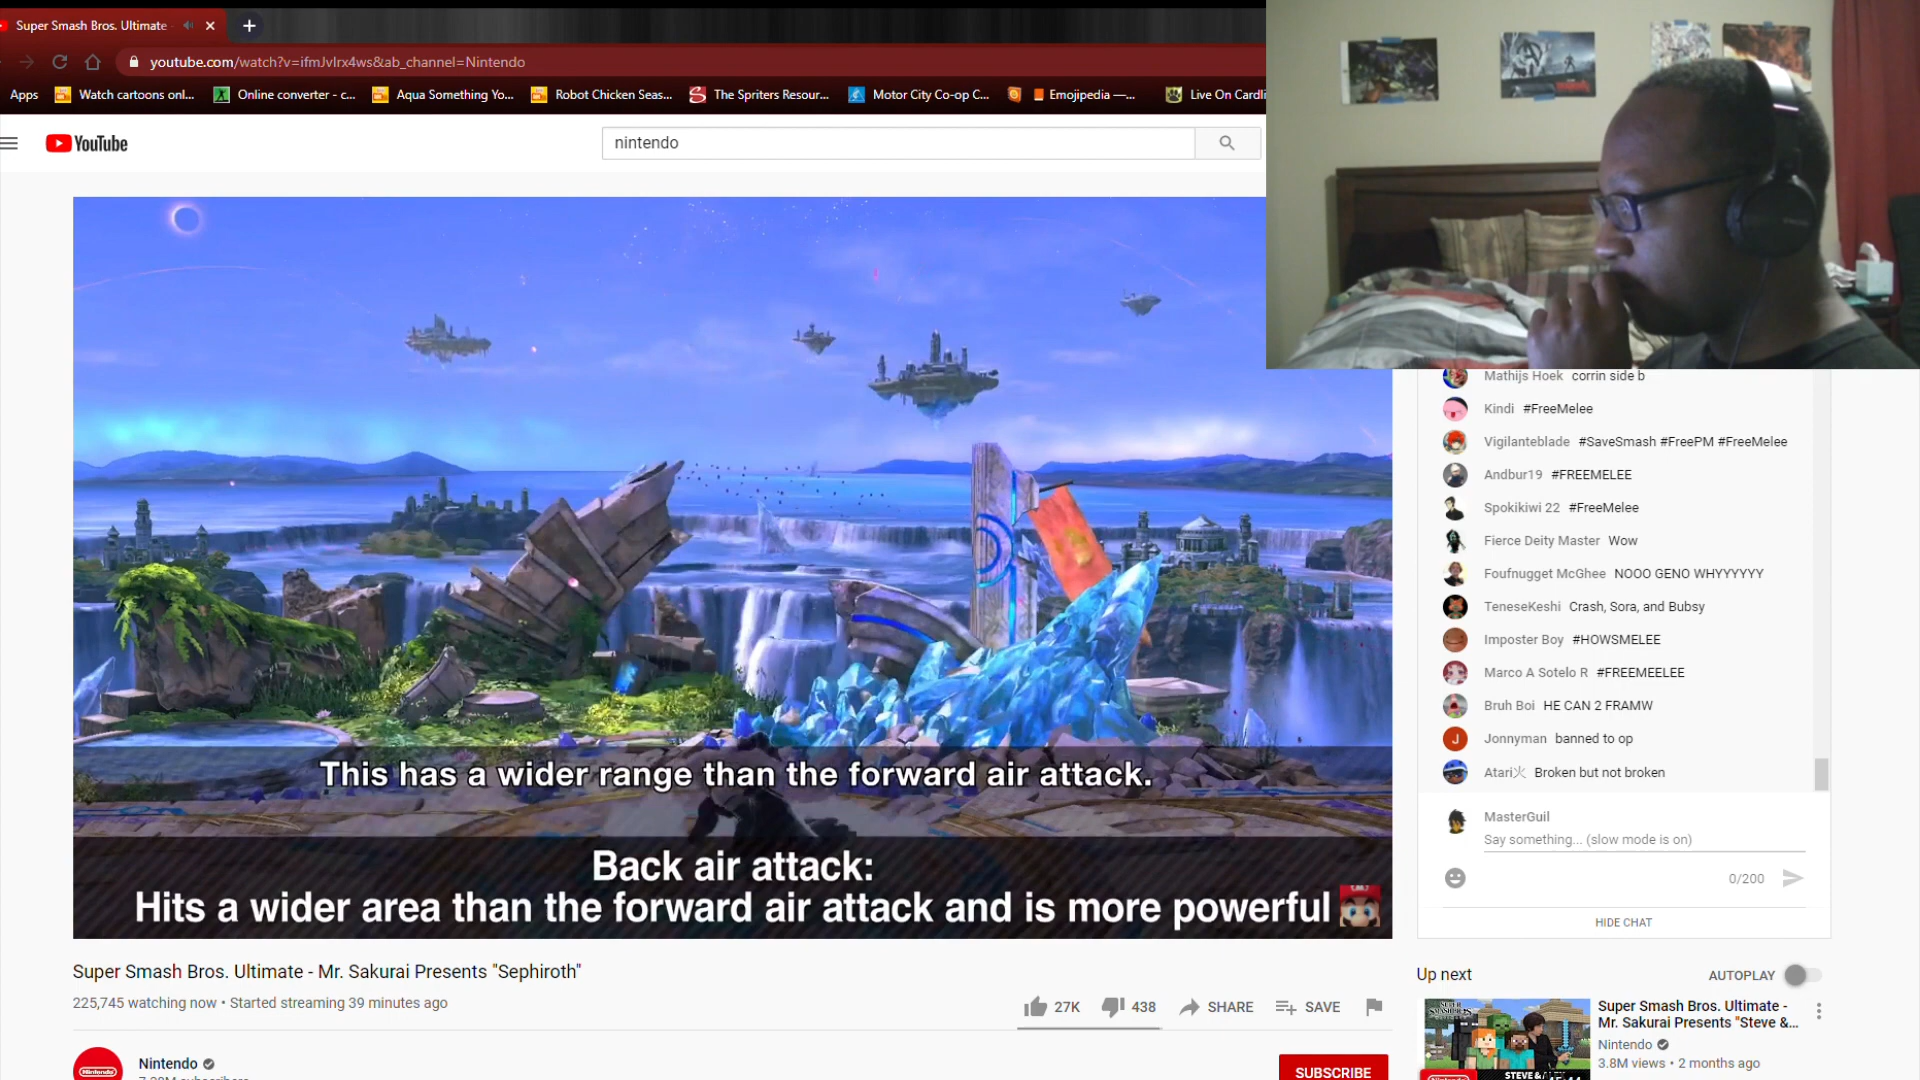 Super Smash Bros. Ultimate
youtube.com/watch?v=ifmJvlrx4ws&ab_channel=Nintendo
Apps Watch cartoons onl... Online converter - c... Aqua Something Yo... Robot Chicken Seas... The Spriters Resour... Motor City Co-op C... Emojipedia —... Live On Cardli
YouTube
nintendo
Mathijs Hoek corrin side b
Kindi #FreeMelee
Vigilanteblade #SaveSmash #FreePM #FreeMelee
Andbur19 #FREEMELEE
Spokikiwi 22 #FreeMelee
Fierce Deity Master Wow
Foufnugget McGhee NOOO GENO WHYYYYYY
TeneseKeshi Crash, Sora, and Bubsy
Imposter Boy #HOWSMELEE
Marco A Sotelo R #FREEMEELEE
Bruh Boi HE CAN 2 FRAMW
J Jonnyman banned to op
Atari火 Broken but not broken
MasterGuil
Say something... (slow mode is on)
0/200
HIDE CHAT
This has a wider range than the forward air attack.
Back air attack:
Hits a wider area than the forward air attack and is more powerful
Super Smash Bros. Ultimate - Mr. Sakurai Presents "Sephiroth"
225,745 watching now • Started streaming 39 minutes ago
27K 438 SHARE SAVE
Nintendo
Nintendo
SUBSCRIBE
Up next AUTOPLAY
Super Smash Bros. Ultimate -
Mr. Sakurai Presents "Steve &...
Nintendo
3.8M views • 2 months ago